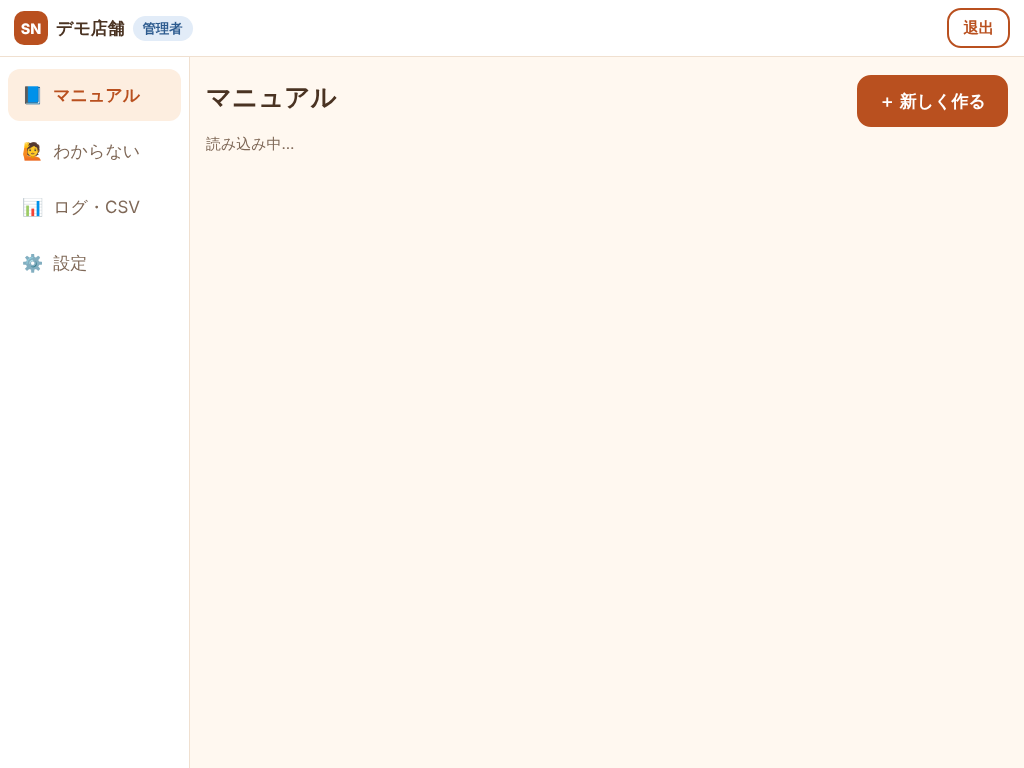 SN デモ店舗 管理者 退出
マニュアル
わからない
ログ・CSV
設定
マニュアル
+ 新しく作る
読み込み中...